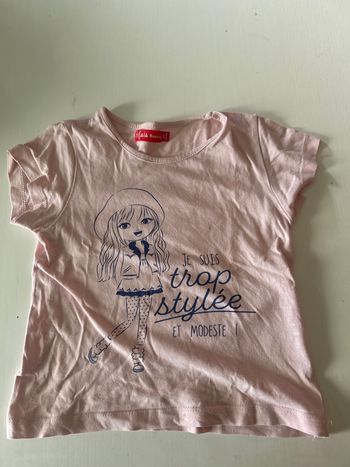 JE SUIS
trop
stylée
ET MODESTE !